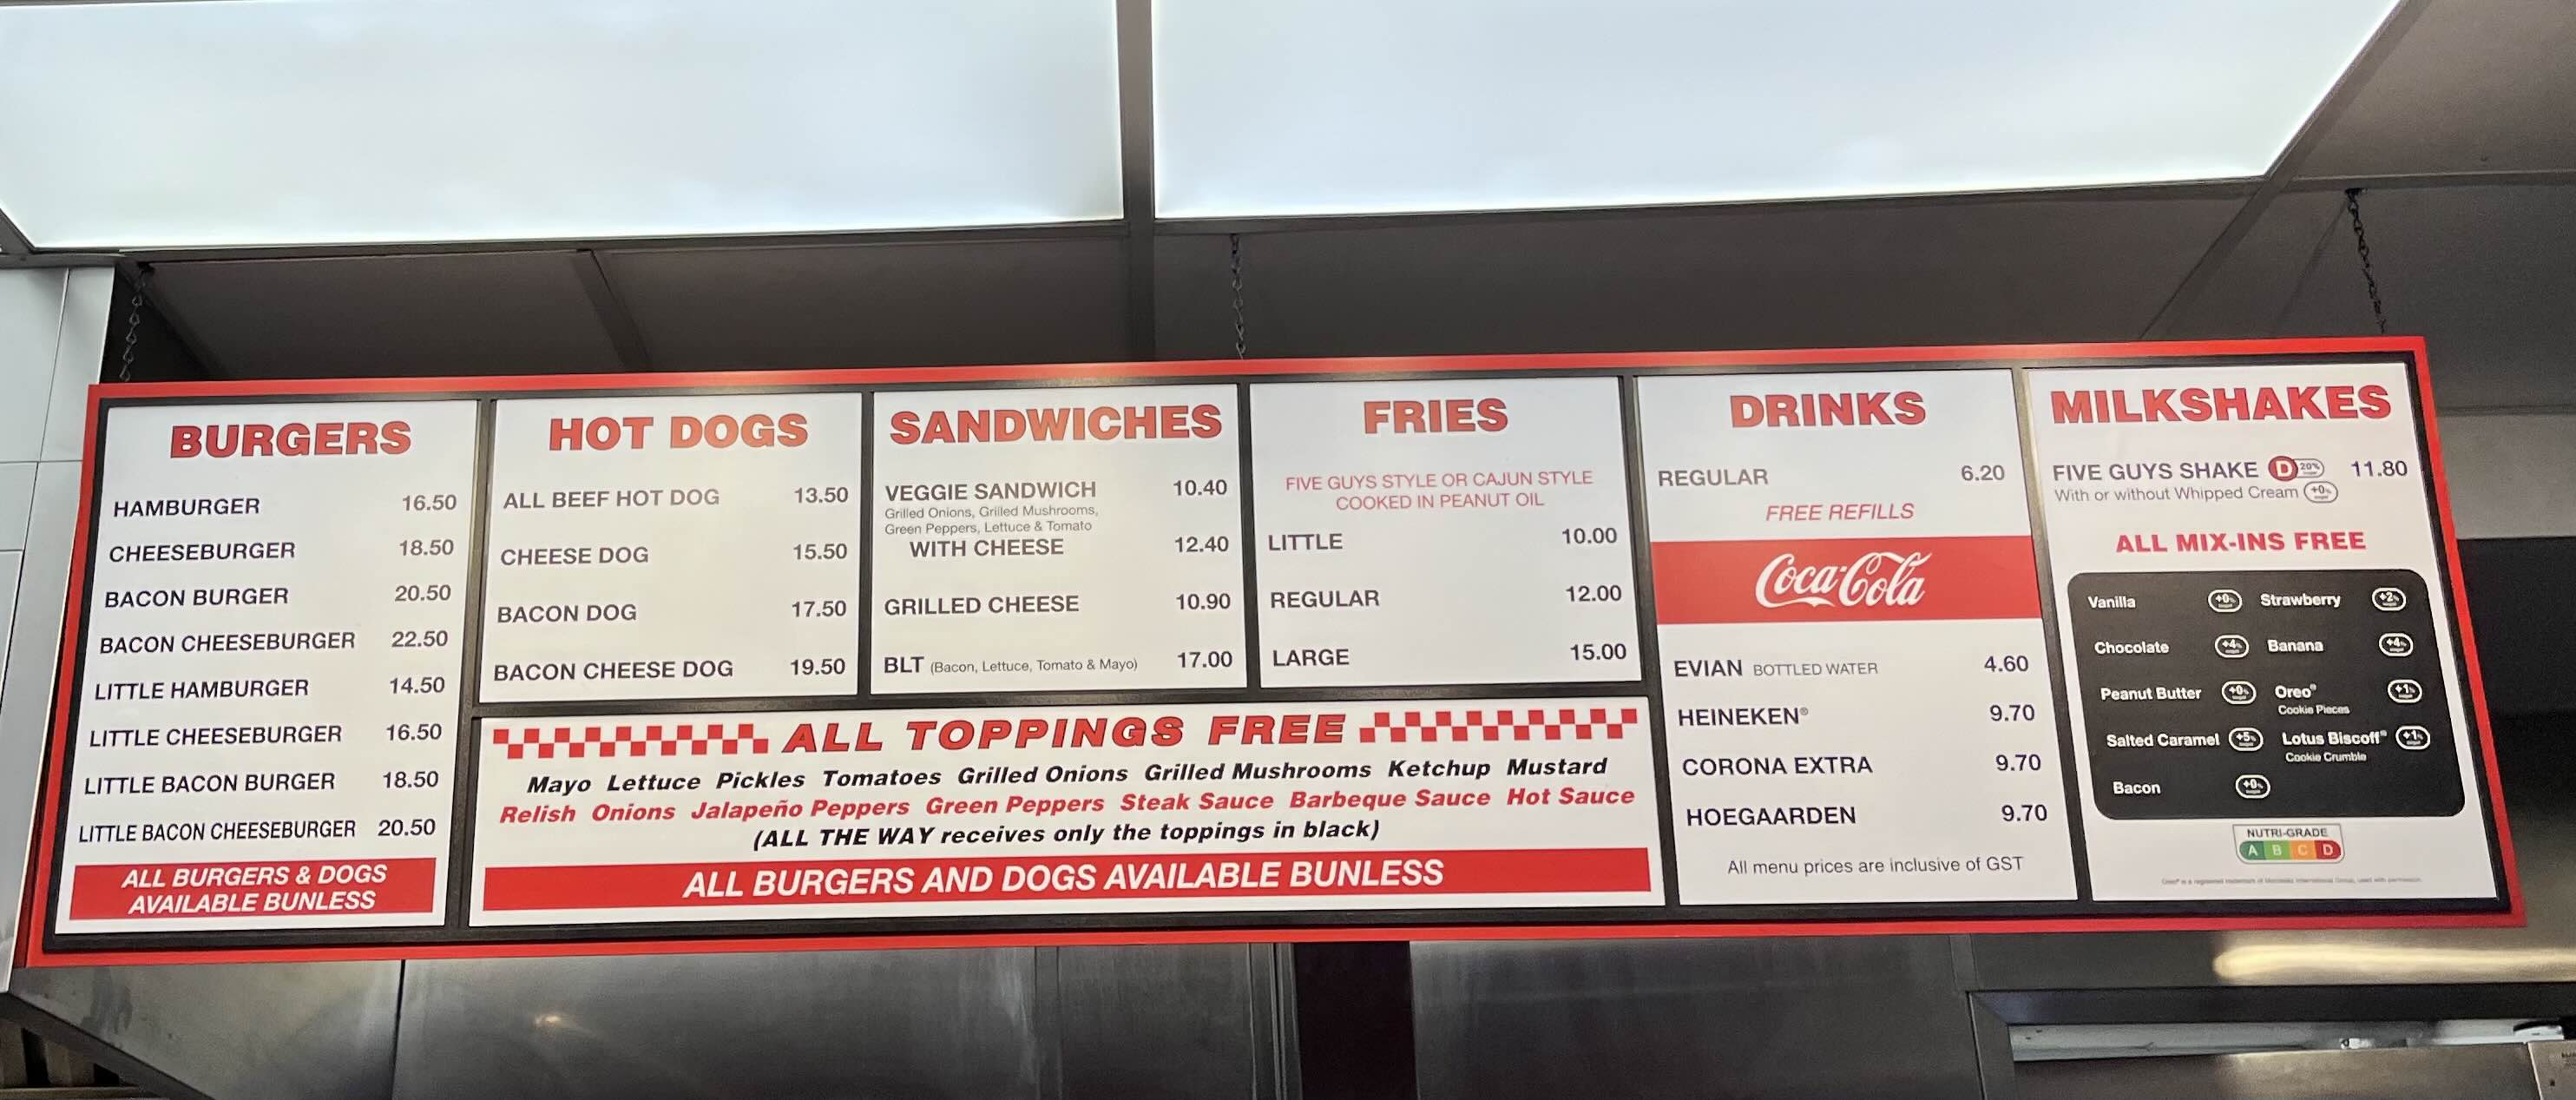 BURGERS
HAMBURGER 16.50
CHEESEBURGER 18.50
BACON BURGER 20.50
BACON CHEESEBURGER 22.50
LITTLE HAMBURGER 14.50
LITTLE CHEESEBURGER 16.50
LITTLE BACON BURGER 18.50
LITTLE BACON CHEESEBURGER 20.50
ALL BURGERS & DOGS
AVAILABLE BUNLESS
HOT DOGS
ALL BEEF HOT DOG 13.50
CHEESE DOG 15.50
BACON DOG 17.50
BACON CHEESE DOG 19.50
SANDWICHES
VEGGIE SANDWICH 10.40
Grilled Onions, Grilled Mushrooms,
Green Peppers, Lettuce & Tomato
WITH CHEESE 12.40
GRILLED CHEESE 10.90
BLT (Bacon, Lettuce, Tomato & Mayo) 17.00
FRIES
FIVE GUYS STYLE OR CAJUN STYLE
COOKED IN PEANUT OIL
LITTLE 10.00
REGULAR 12.00
LARGE 15.00
ALL TOPPINGS FREE
Mayo Lettuce Pickles Tomatoes Grilled Onions Grilled Mushrooms Ketchup Mustard
Relish Onions Jalapeño Peppers Green Peppers Steak Sauce Barbeque Sauce Hot Sauce
(ALL THE WAY receives only the toppings in black)
ALL BURGERS AND DOGS AVAILABLE BUNLESS
DRINKS
REGULAR 6.20
FREE REFILLS
Coca-Cola
EVIAN BOTTLED WATER 4.60
HEINEKEN® 9.70
CORONA EXTRA 9.70
HOEGAARDEN 9.70
All menu prices are inclusive of GST
MILKSHAKES
FIVE GUYS SHAKE D 20% 11.80
With or without Whipped Cream +0%
ALL MIX-INS FREE
Vanilla +0% Strawberry +2%
Chocolate +4% Banana +4%
Peanut Butter +0% Oreo® +1%
Cookie Pieces
Salted Caramel +5% Lotus Biscoff® +1%
Cookie Crumble
Bacon +0%
NUTRI-GRADE
A B C D